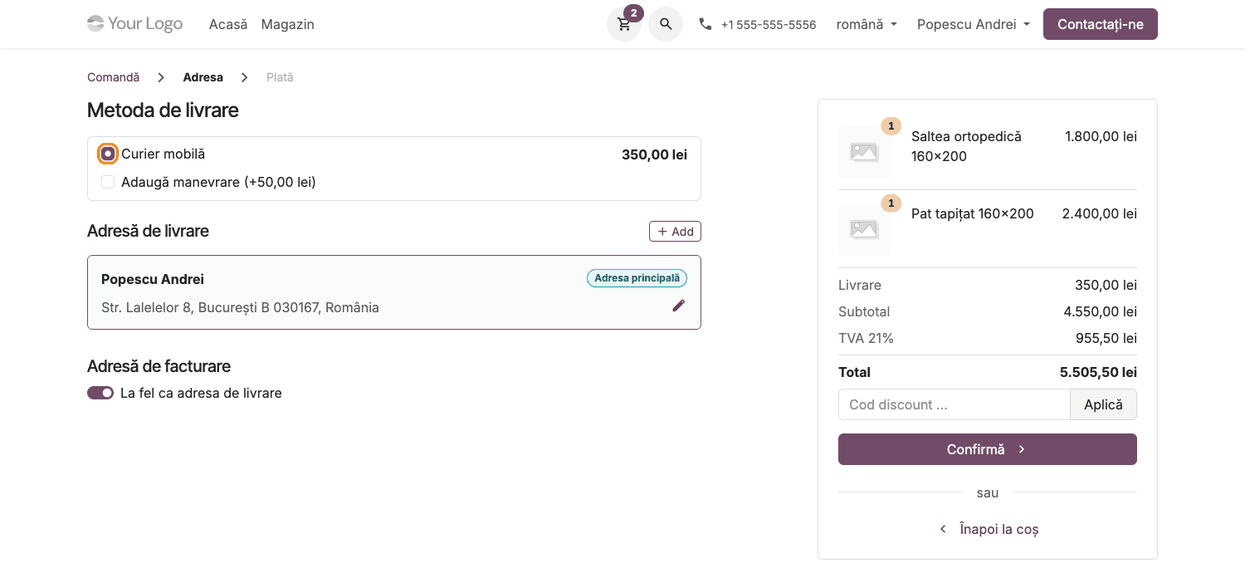 Your Logo
Acasă
Magazin
2
+1 555-555-5556
română
Popescu Andrei
Contactați-ne
Comandă
Adresa
Plată
Metoda de livrare
Curier mobilă
350,00 lei
Adaugă manevrare (+50,00 lei)
Adresă de livrare
+ Add
Popescu Andrei
Adresa principală
Str. Lalelelor 8, București B 030167, România
Adresă de facturare
La fel ca adresa de livrare
1
Saltea ortopedică
160×200
1.800,00 lei
1
Pat tapițat 160×200
2.400,00 lei
Livrare
350,00 lei
Subtotal
4.550,00 lei
TVA 21%
955,50 lei
Total
5.505,50 lei
Cod discount ...
Aplică
Confirmă
sau
Înapoi la coș